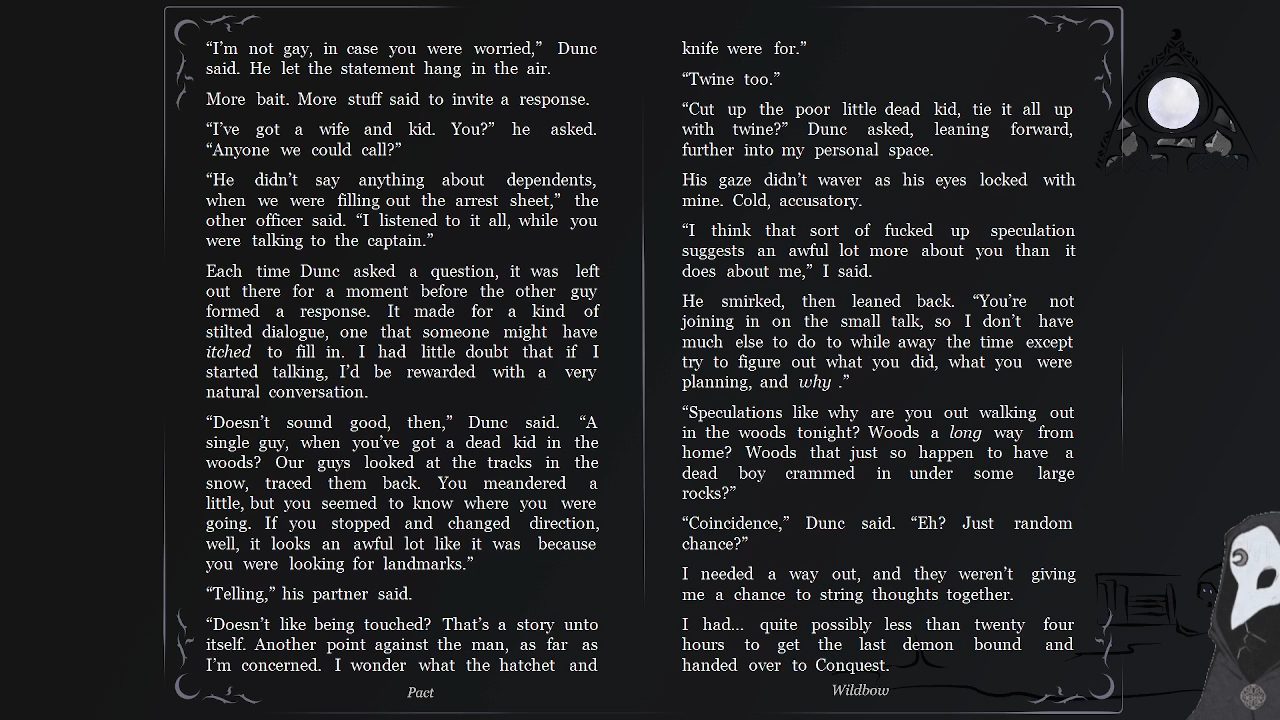 “I’m not gay, in case you were worried,” Dunc
said. He let the statement hang in the air.
More bait. More stuff said to invite a response.
“I’ve got a wife and kid. You?” he asked.
“Anyone we could call?”
“He didn’t say anything about dependents,
when we were filling out the arrest sheet,” the
other officer said. “I listened to it all, while you
were talking to the captain.”
Each time Dunc asked a question, it was left
out there for a moment before the other guy
formed a response. It made for a kind of
stilted dialogue, one that someone might have
itched to fill in. I had little doubt that if I
started talking, I’d be rewarded with a very
natural conversation.
“Doesn’t sound good, then,” Dunc said. “A
single guy, when you’ve got a dead kid in the
woods? Our guys looked at the tracks in the
snow, traced them back. You meandered a
little, but you seemed to know where you were
going. If you stopped and changed direction,
well, it looks an awful lot like it was because
you were looking for landmarks.”
“Telling,” his partner said.
“Doesn’t like being touched? That’s a story unto
itself. Another point against the man, as far as
I’m concerned. I wonder what the hatchet and
Pact
knife were for.”
“Twine too.”
“Cut up the poor little dead kid, tie it all up
with twine?” Dunc asked, leaning forward,
further into my personal space.
His gaze didn’t waver as his eyes locked with
mine. Cold, accusatory.
“I think that sort of fucked up speculation
suggests an awful lot more about you than it
does about me,” I said.
He smirked, then leaned back. “You’re not
joining in on the small talk, so I don’t have
much else to do to while away the time except
try to figure out what you did, what you were
planning, and why .”
“Speculations like why are you out walking out
in the woods tonight? Woods a long way from
home? Woods that just so happen to have a
dead boy crammed in under some large
rocks?”
“Coincidence,” Dunc said. “Eh? Just random
chance?”
I needed a way out, and they weren’t giving
me a chance to string thoughts together.
I had… quite possibly less than twenty four
hours to get the last demon bound and
handed over to Conquest.
Wildbow